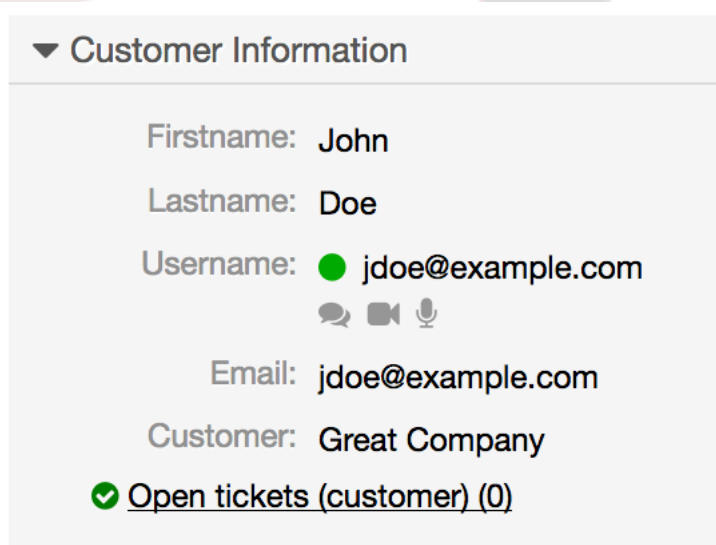 Customer Information
Firstname: John
Lastname: Doe
Username: jdoe@example.com
Email: jdoe@example.com
Customer: Great Company
Open tickets (customer) (0)